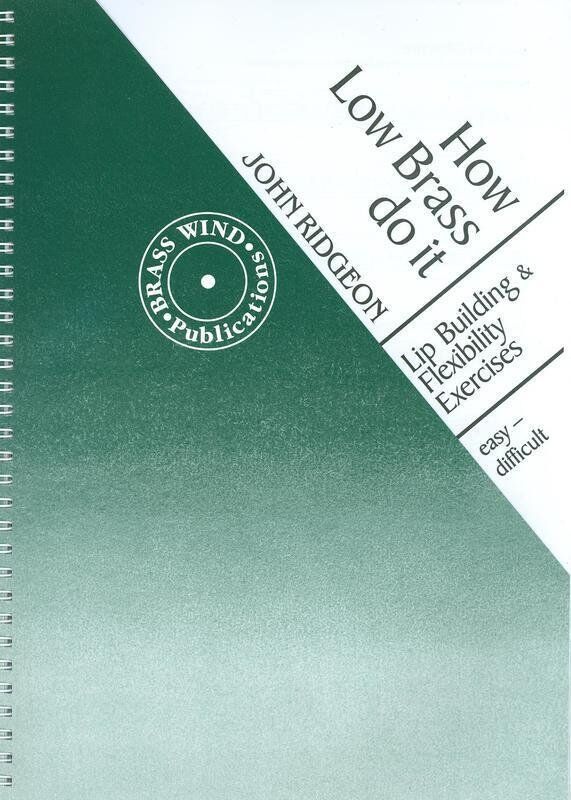 How
Low Brass
do it
JOHN RIDGEON
Lip Building &
Flexibility
Exercises
easy –
difficult
BRASS WIND
Publications